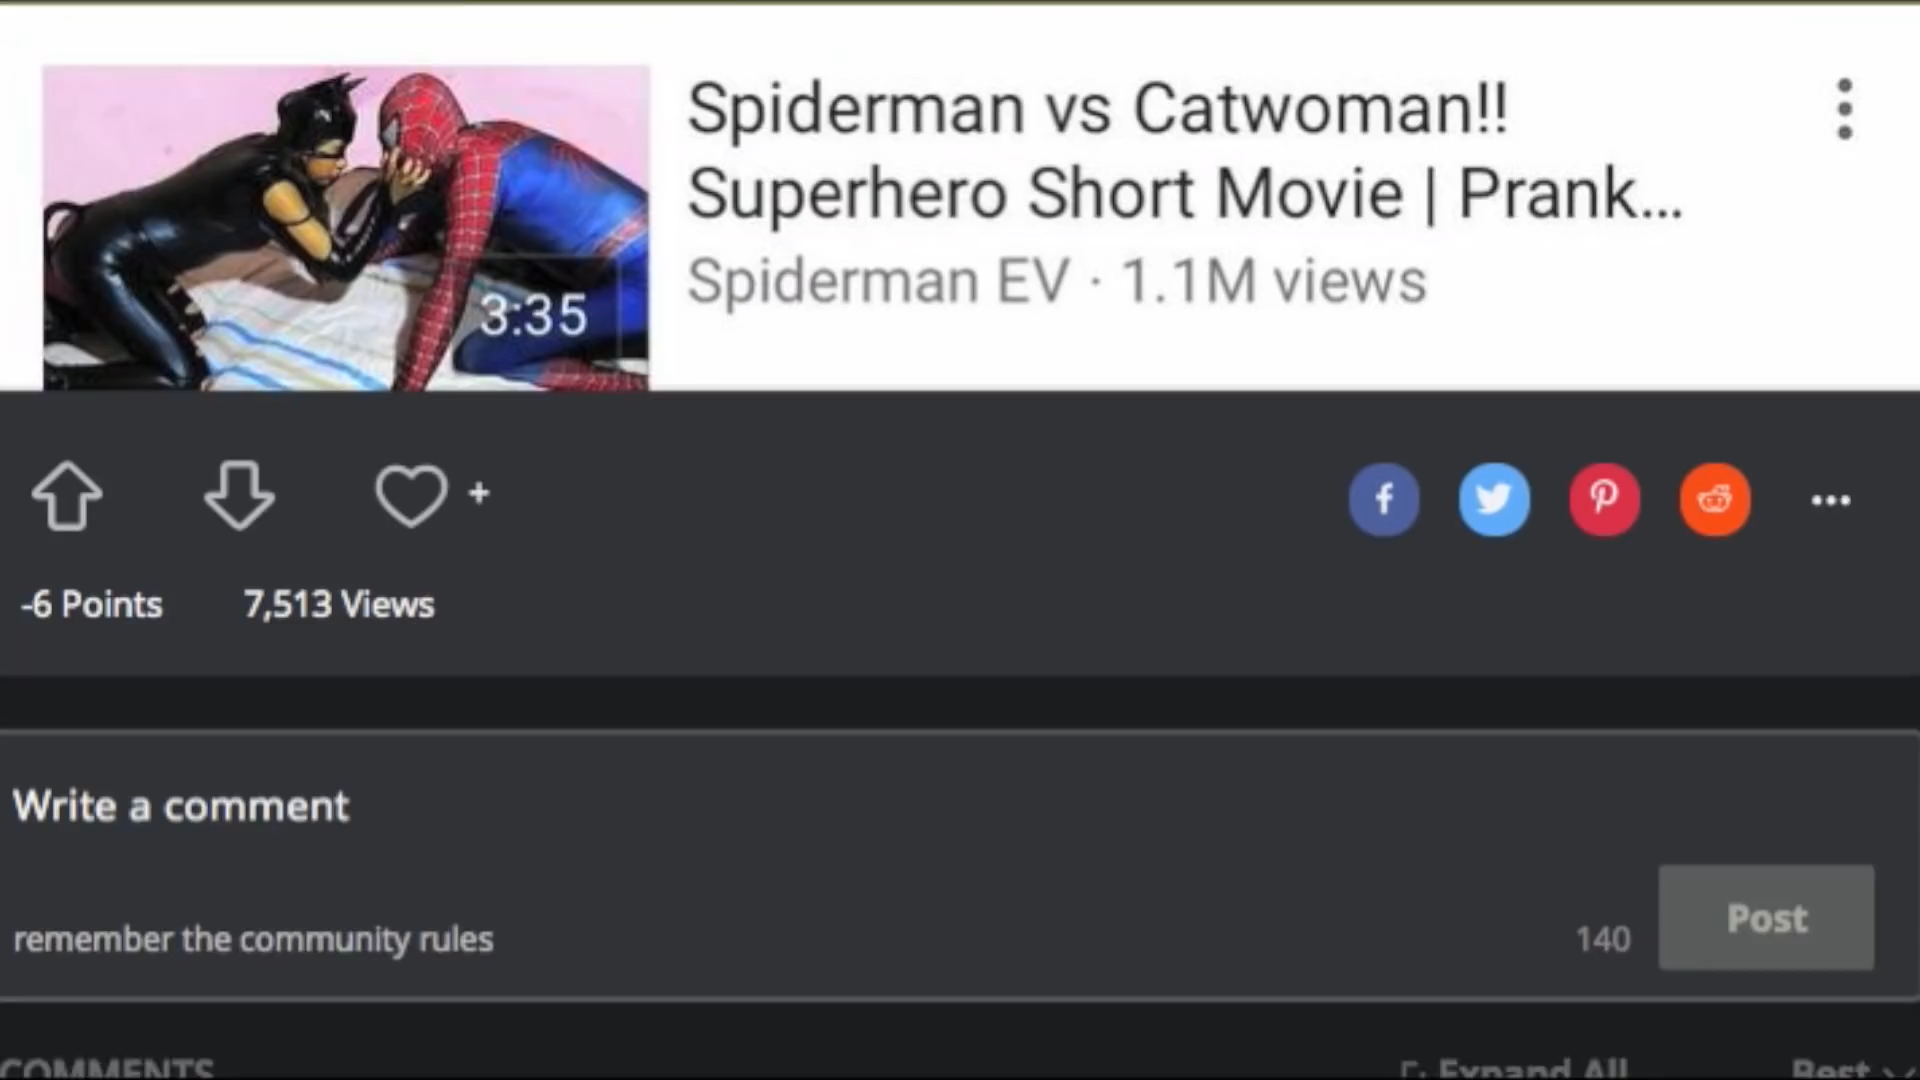 Spiderman vs Catwoman!!
Superhero Short Movie | Prank...
Spiderman EV · 1.1M views
3:35
-6 Points 7,513 Views
Write a comment
remember the community rules
140 Post
COMMENTS Expand All Best